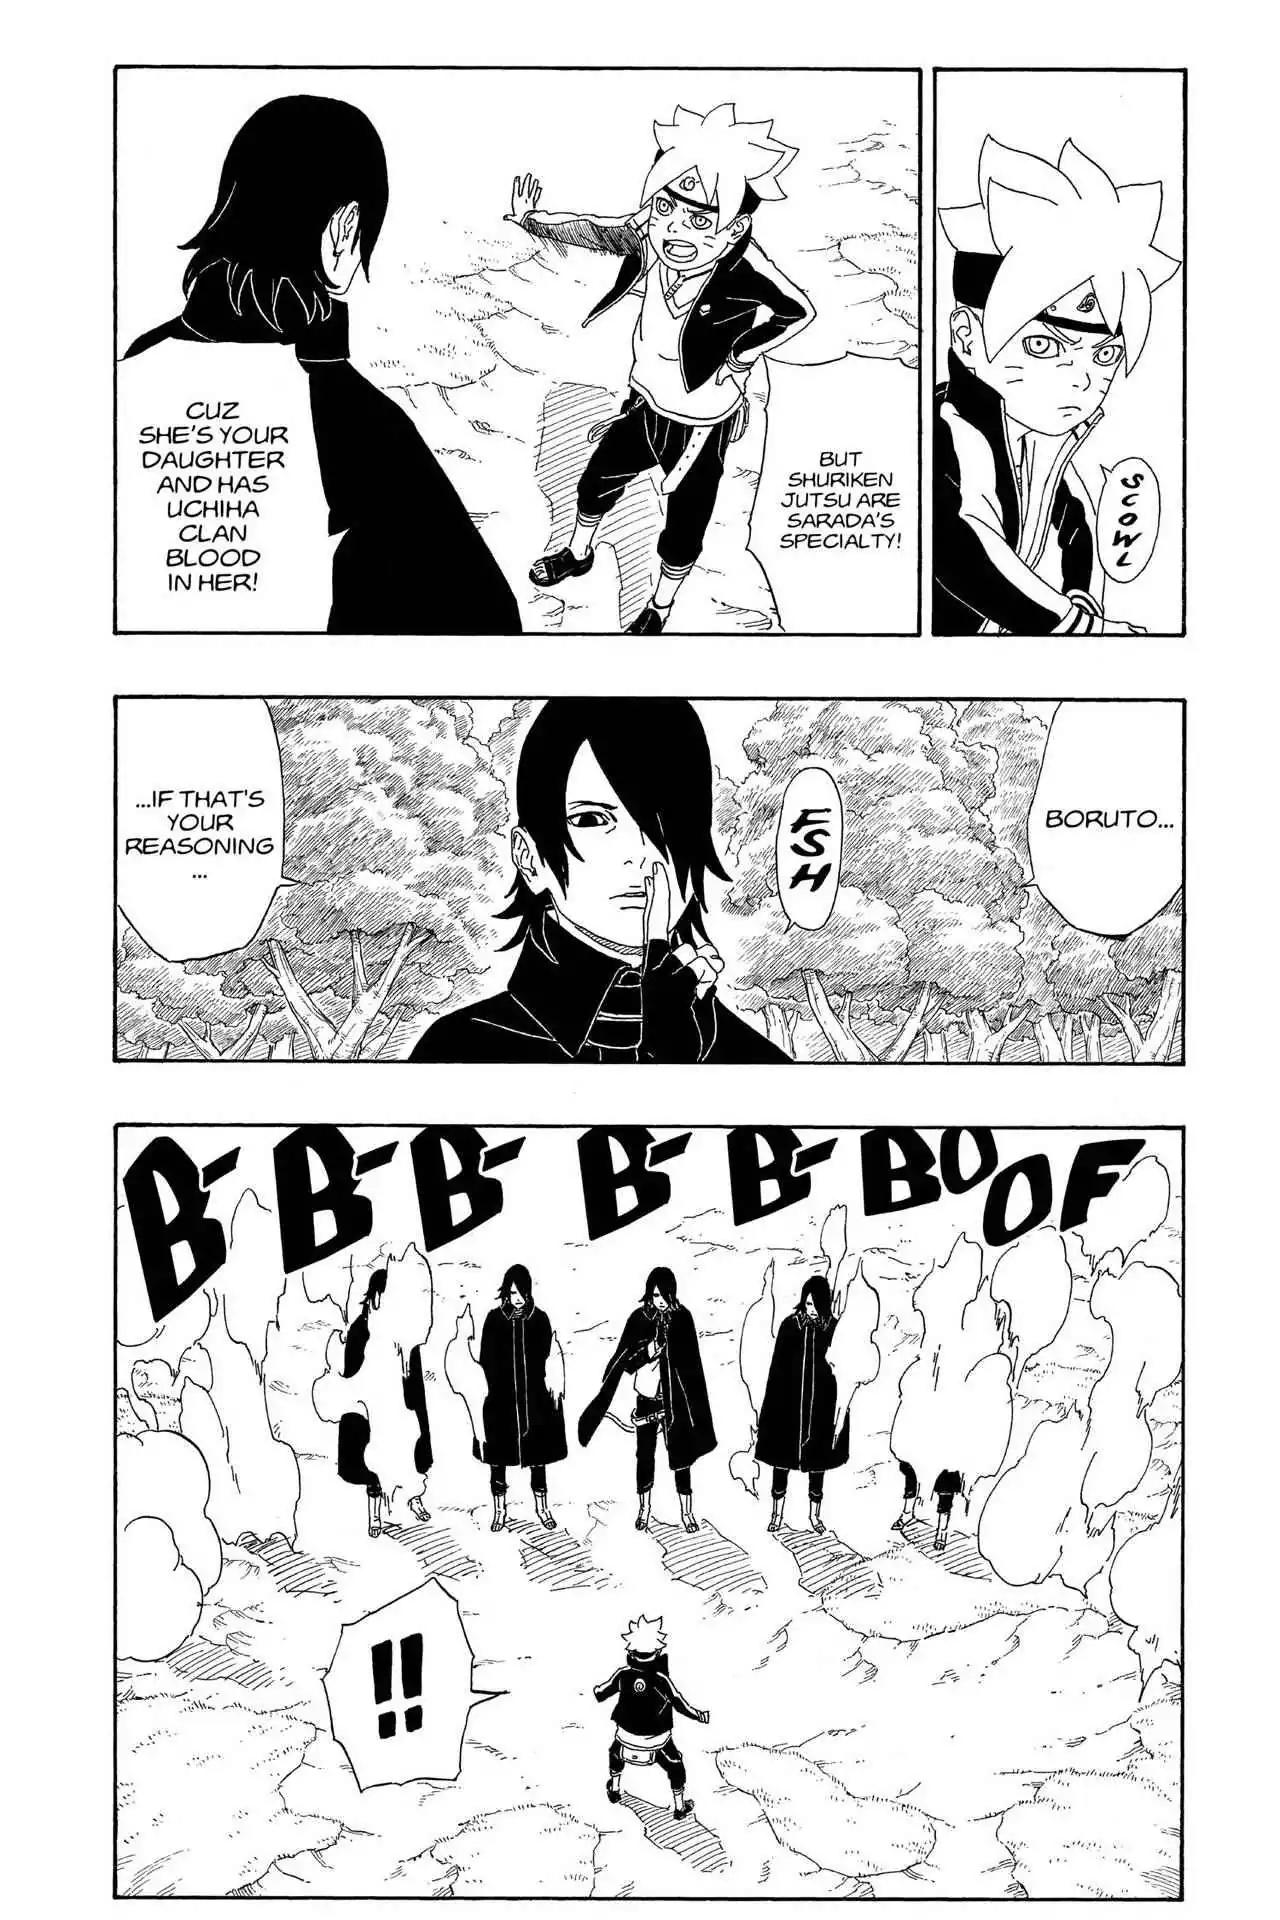 SCOWL
BUT
SHURIKEN
JUTSU ARE
SARADA'S
SPECIALTY!
CUZ
SHE'S YOUR
DAUGHTER
AND HAS
UCHIHA
CLAN
BLOOD
IN HER!
BORUTO...
FSH
...IF THAT'S
YOUR
REASONING
...
B- B- B- B- B- BOOF
!!